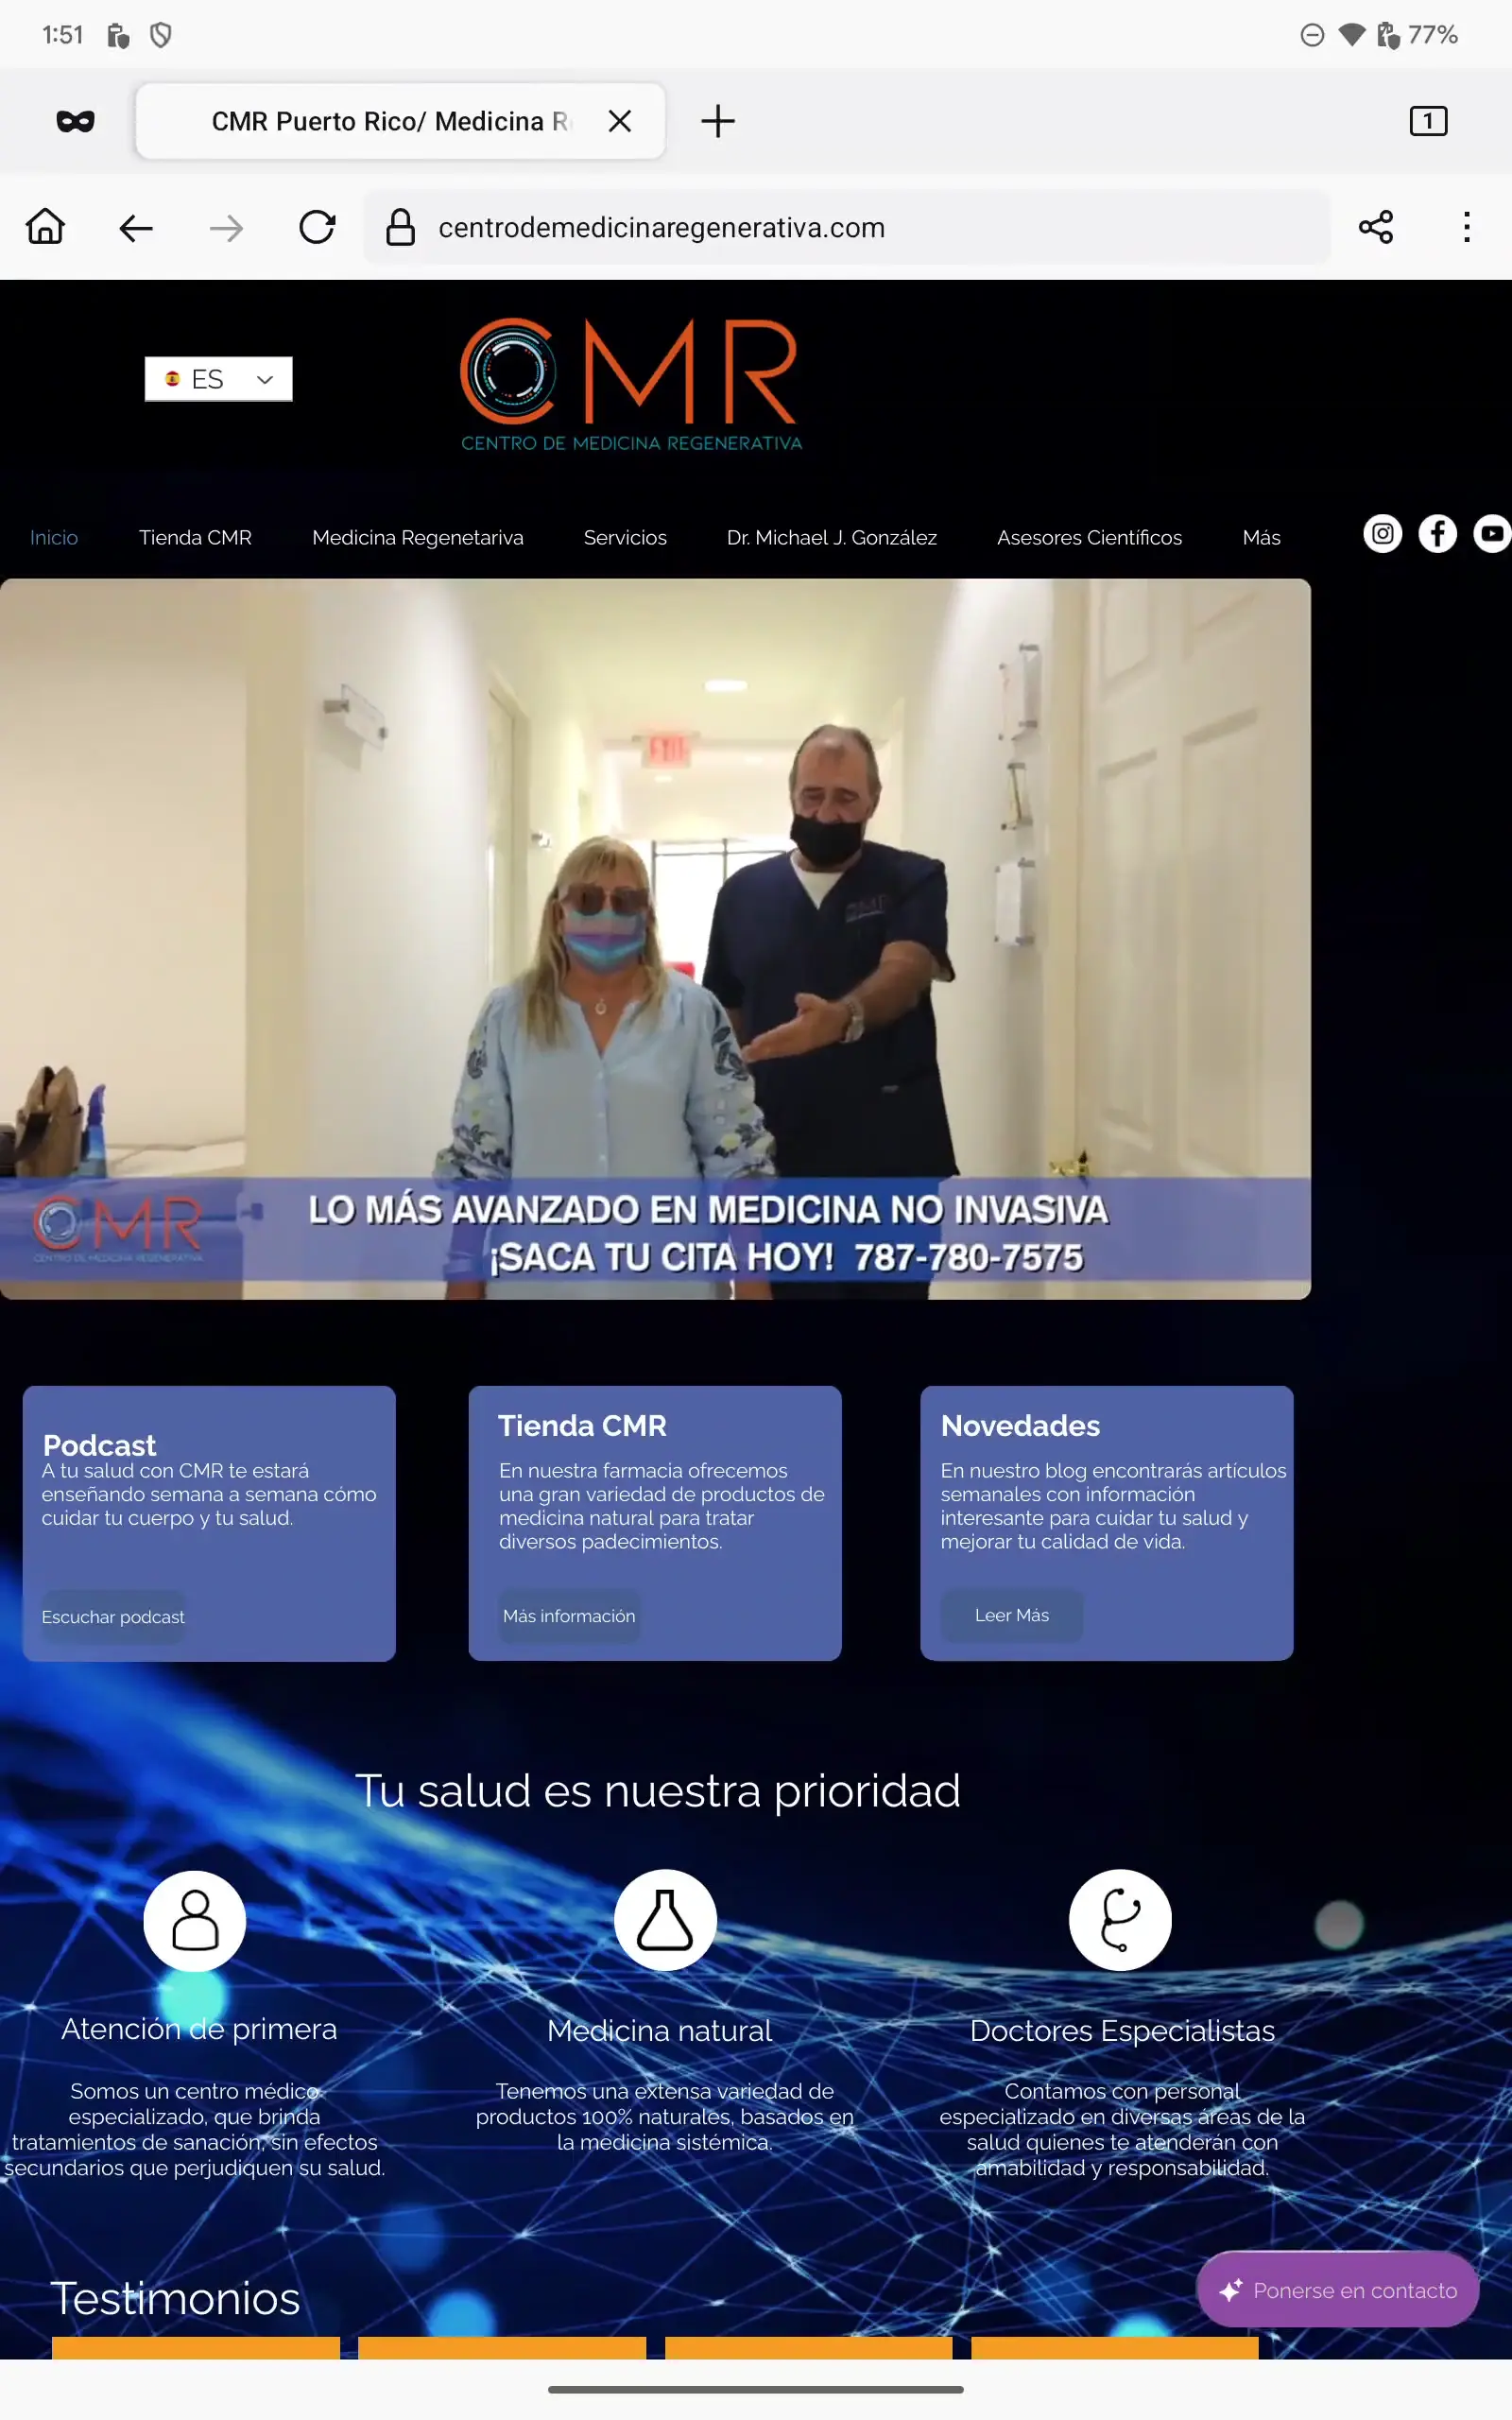 1:51
77%
CMR Puerto Rico/ Medicina R
1
centrodemedicinaregenerativa.com
ES
CMR
CENTRO DE MEDICINA REGENERATIVA
Inicio
Tienda CMR
Medicina Regenetariva
Servicios
Dr. Michael J. González
Asesores Científicos
Más
EXIT
CMR
CMR
CENTRO DE MEDICINA REGENERATIVA
LO MÁS AVANZADO EN MEDICINA NO INVASIVA
¡SACA TU CITA HOY! 787-780-7575
Podcast
A tu salud con CMR te estará
enseñando semana a semana cómo
cuidar tu cuerpo y tu salud.
Escuchar podcast
Tienda CMR
En nuestra farmacia ofrecemos
una gran variedad de productos de
medicina natural para tratar
diversos padecimientos.
Más información
Novedades
En nuestro blog encontrarás artículos
semanales con información
interesante para cuidar tu salud y
mejorar tu calidad de vida.
Leer Más
Tu salud es nuestra prioridad
Atención de primera
Somos un centro médico
especializado, que brinda
tratamientos de sanación, sin efectos
secundarios que perjudiquen su salud.
Medicina natural
Tenemos una extensa variedad de
productos 100% naturales, basados en
la medicina sistémica.
Doctores Especialistas
Contamos con personal
especializado en diversas áreas de la
salud quienes te atenderán con
amabilidad y responsabilidad.
Testimonios
Ponerse en contacto